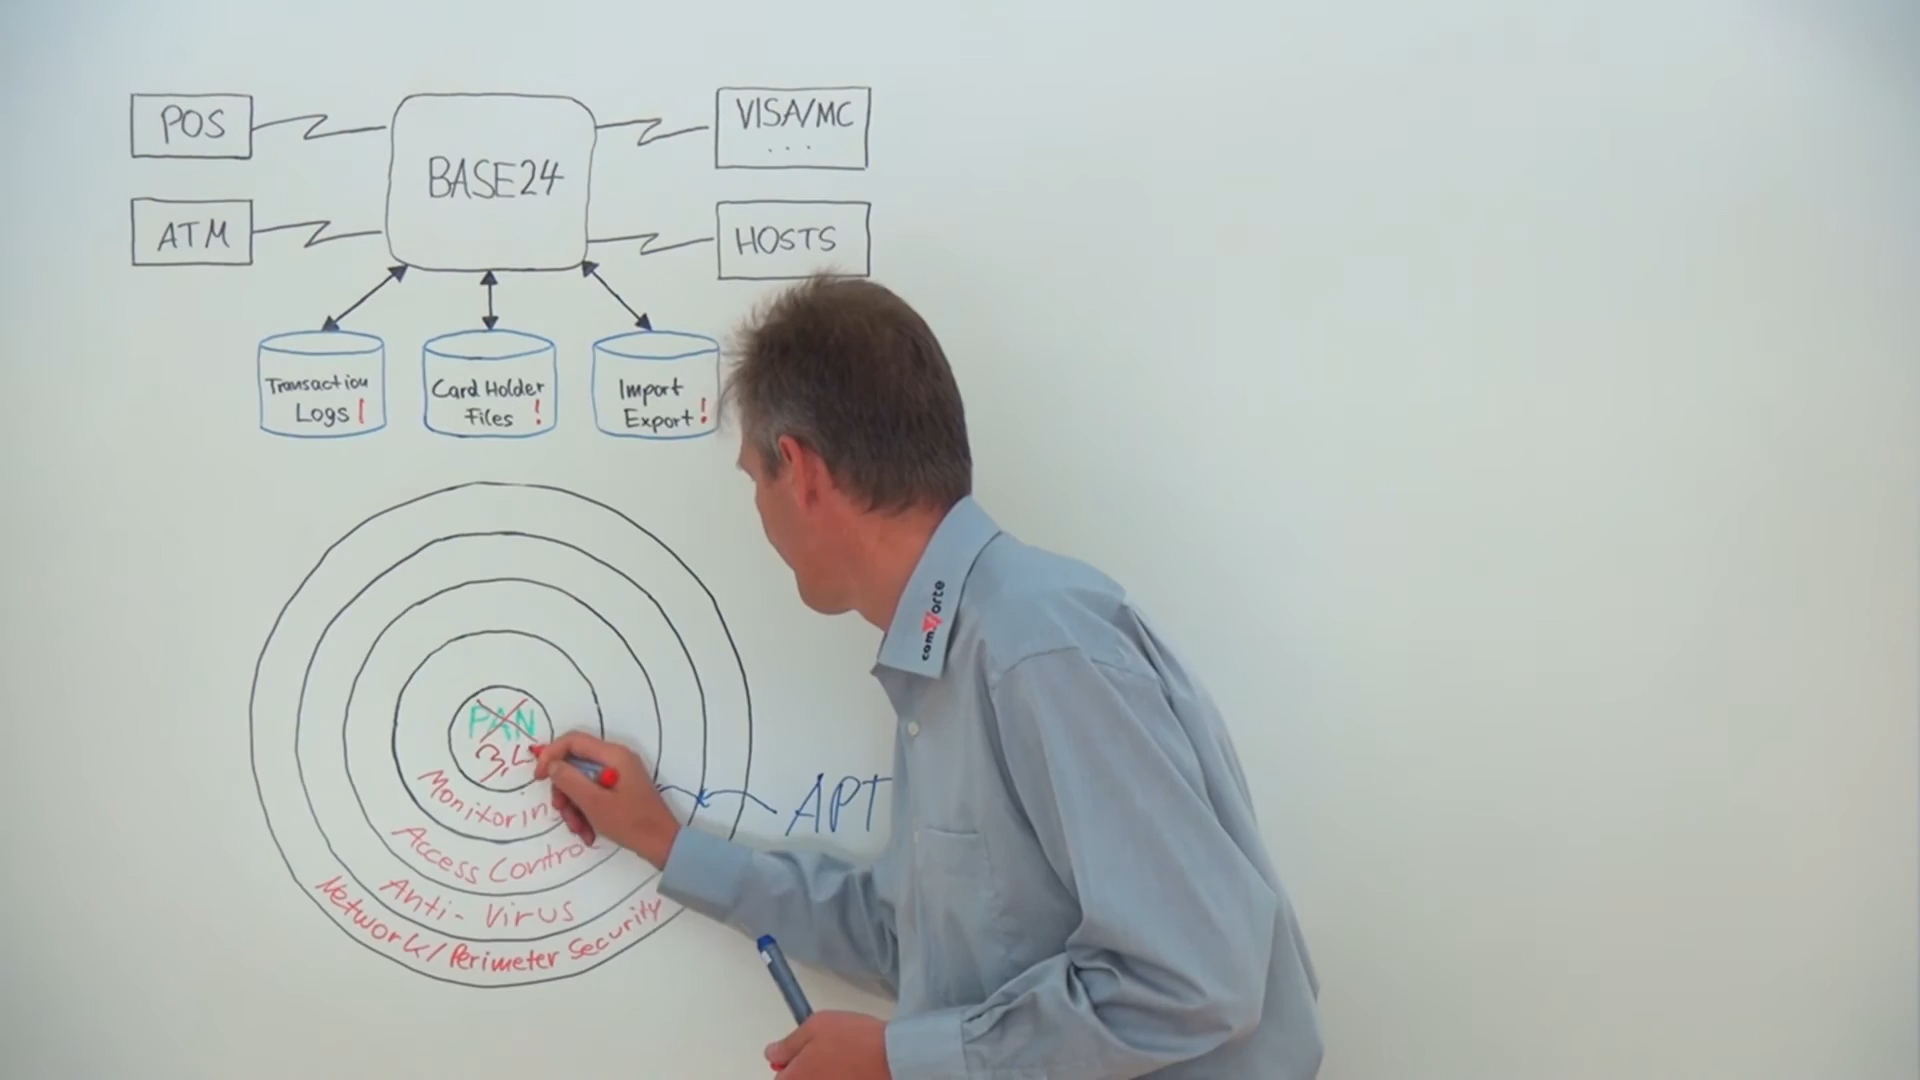 POS
BASE24
VISA/MC
...
ATM
HOSTS
Transaction
Logs!
Card Holder
Files !
Import
Export!
PAN
Monitoring
Access Control
Anti-Virus
Network/Perimeter Security
APT
comforte